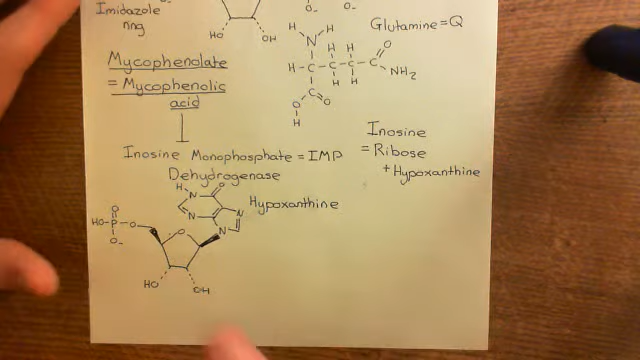 Imidazole
ring
O-
O-
HO
OH
Glutamine=Q
H
H
N
H
H
O
H-C-C-C-C
NH2
H
H
C
O
O
H
Mycophenolate
= Mycophenolic
acid
Inosine Monophosphate = IMP
Dehydrogenase
Inosine
= Ribose
+ Hypoxanthine
Hypoxanthine
H
N
O
N
N
N
O
HO-P-O
O-
O
HO
OH